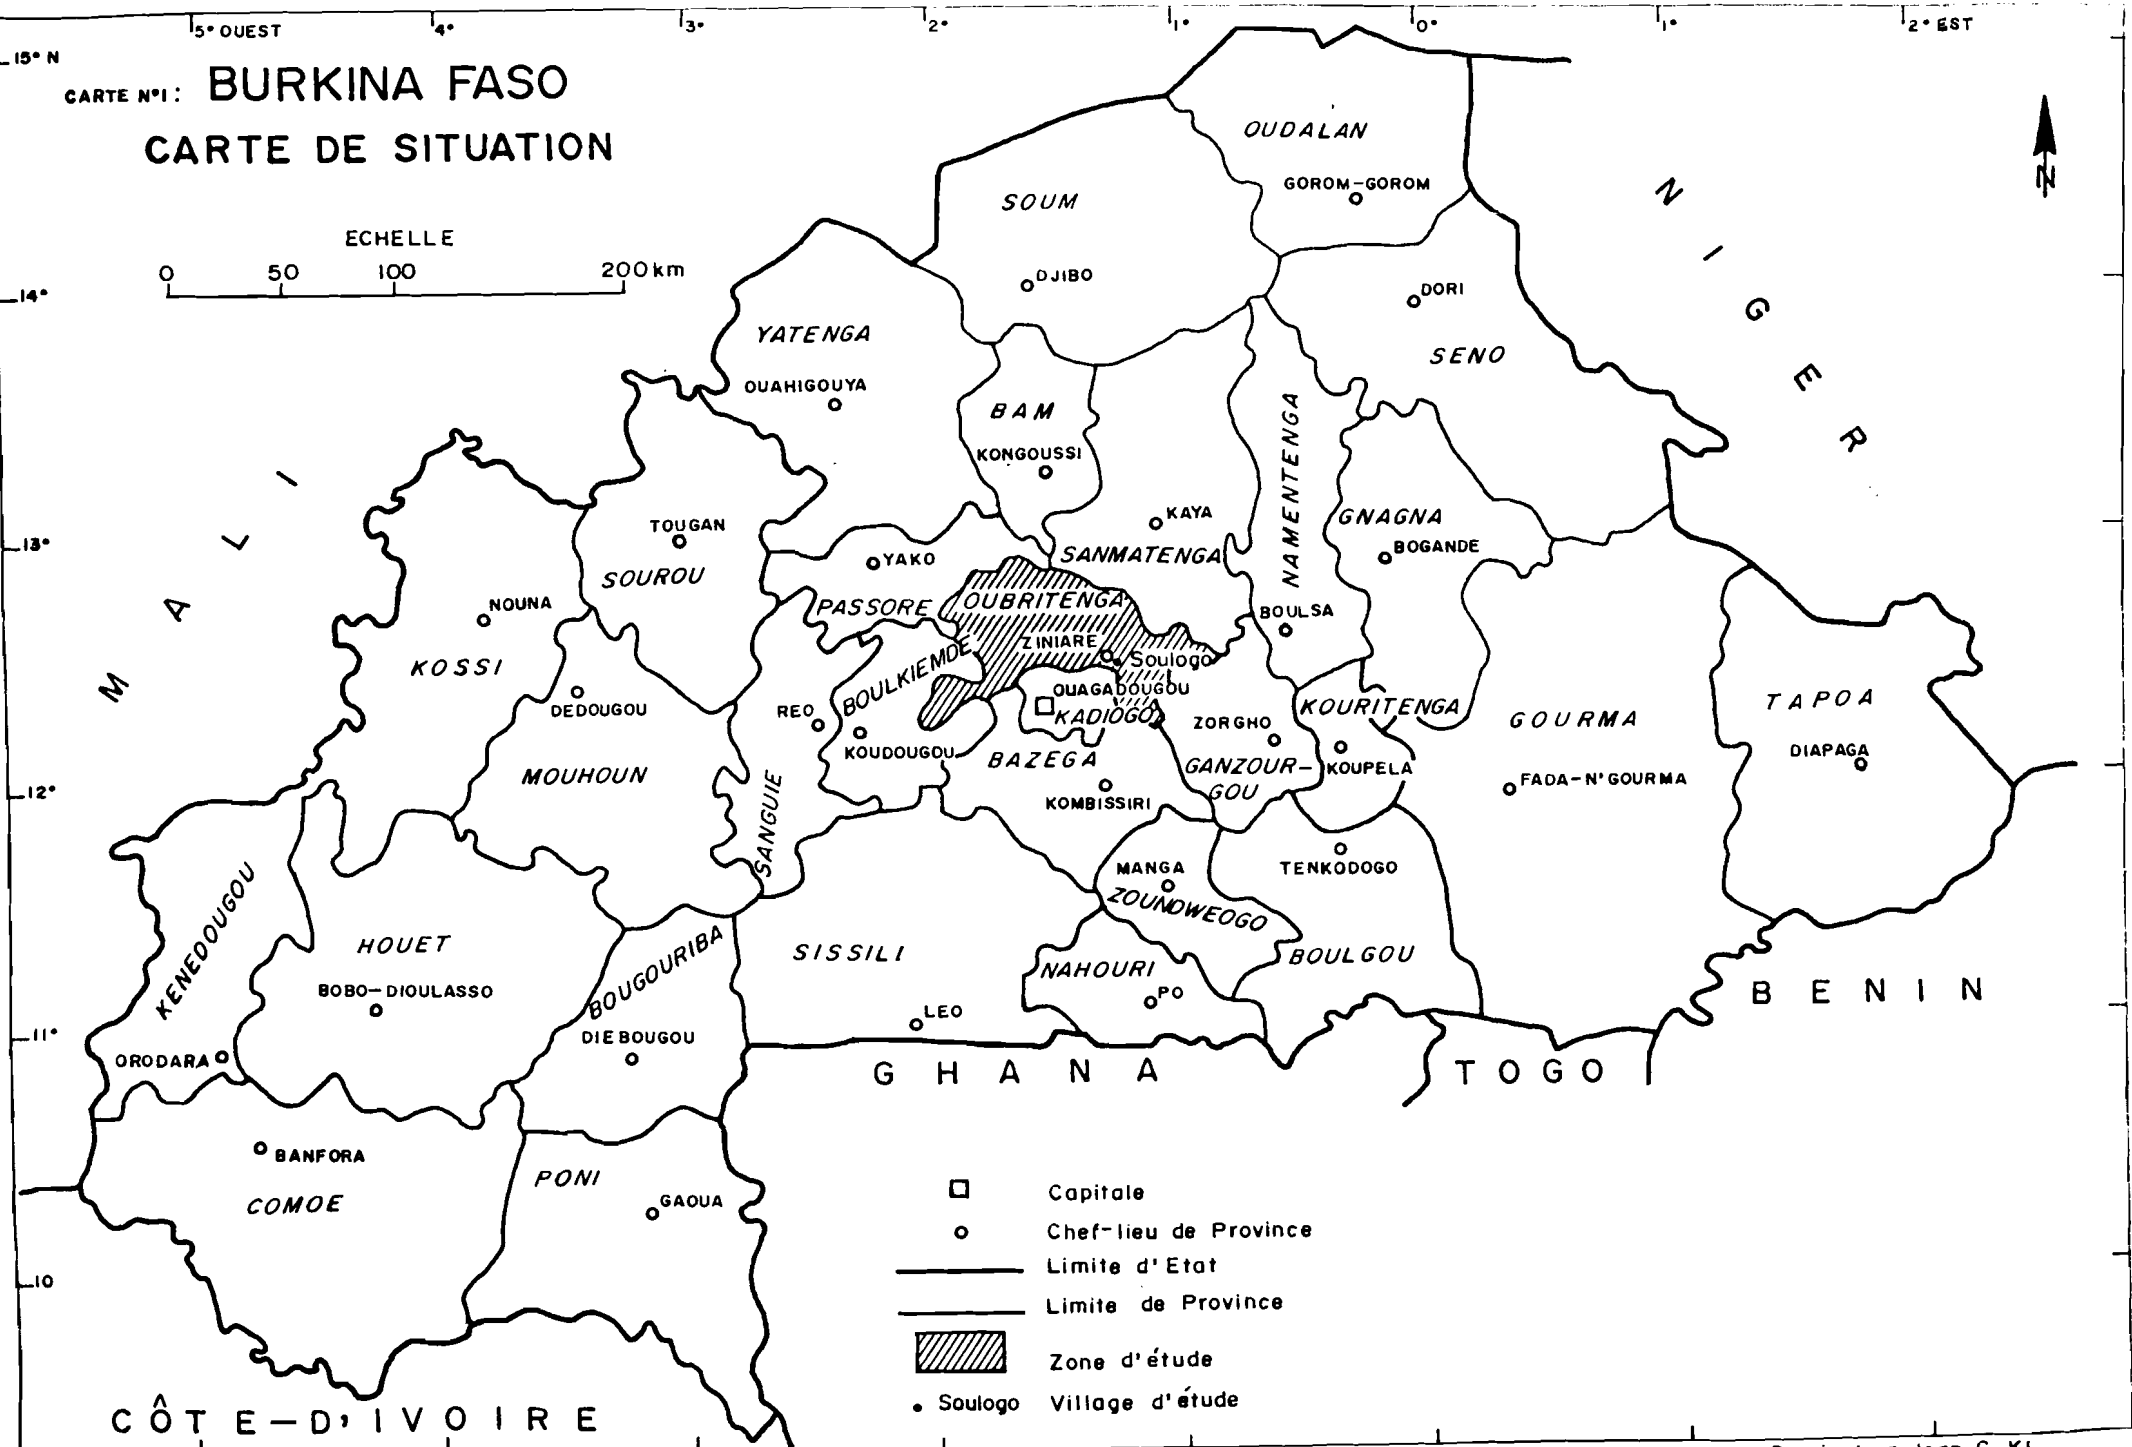 5° OUEST 4° 3° 2° 1° 0° 1° 2° EST
15° N
CARTE N°1: BURKINA FASO
CARTE DE SITUATION
ECHELLE
0 50 100 200 km
14°
13°
12°
11°
10
N
MALI
NIGER
BENIN
TOGO
GHANA
CÔTE-D'IVOIRE
OUDALAN
GOROM-GOROM
SOUM
DJIBO
DORI
SENO
YATENGA
OUAHIGOUYA
BAM
KONGOUSSI
NAMENTENGA
BOULSA
KAYA
SANMATENGA
GNAGNA
BOGANDE
TOUGAN
SOUROU
YAKO
PASSORE
OUBRITENGA
ZINIARE
Soulogo
NOUNA
KOSSI
DEDOUGOU
MOUHOUN
REO
SANGUIE
BOULKIEMDE
KOUDOUGOU
OUAGADOUGOU
KADIOGO
BAZEGA
KOMBISSIRI
ZORGHO
GANZOUR-
GOU
KOURITENGA
KOUPELA
GOURMA
FADA-N'GOURMA
TAPOA
DIAPAGA
MANGA
ZOUNDWEOGO
TENKODOGO
BOULGOU
KENEDOUGOU
ORODARA
HOUET
BOBO-DIOULASSO
BOUGOURIBA
DIEBOUGOU
SISSILI
LEO
NAHOURI
PO
BANFORA
COMOE
PONI
GAOUA
Capitale
Chef-lieu de Province
Limite d'Etat
Limite de Province
Zone d'étude
Soulogo Village d'étude